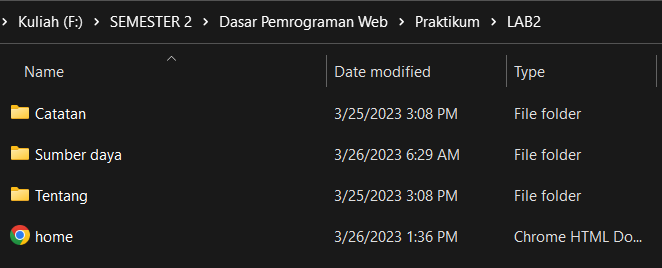 > Kuliah (F:) > SEMESTER 2 > Dasar Pemrograman Web > Praktikum > LAB2
Name Date modified Type
Catatan 3/25/2023 3:08 PM File folder
Sumber daya 3/26/2023 6:29 AM File folder
Tentang 3/25/2023 3:08 PM File folder
home 3/26/2023 1:36 PM Chrome HTML Do...